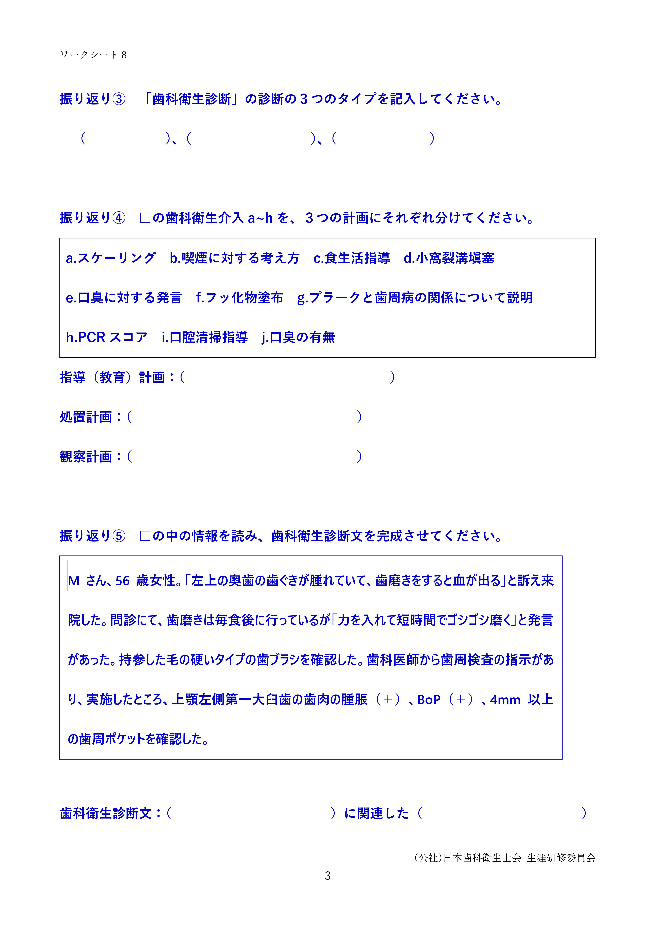 ワークシート8
振り返り③　「歯科衛生診断」の診断の３つのタイプを記入してください。
（　　　　　　）、（　　　　　　　　　）、（　　　　　　　）
振り返り④　□の歯科衛生介入 a~h を、３つの計画にそれぞれ分けてください。
a.スケーリング　b.喫煙に対する考え方　c.食生活指導　d.小窩裂溝塡塞
e.口臭に対する発言　f.フッ化物塗布　g.プラークと歯周病の関係について説明
h.PCR スコア　i.口腔清掃指導　j.口臭の有無
指導（教育）計画：（　　　　　　　　　　　　　　　　）
処置計画：（　　　　　　　　　　　　　　　　　）
観察計画：（　　　　　　　　　　　　　　　　　）
振り返り⑤　□の中の情報を読み、歯科衛生診断文を完成させてください。
M さん、56 歳女性。「左上の奥歯の歯ぐきが腫れていて、歯磨きをすると血が出る」と訴え来
院した。問診にて、歯磨きは毎食後に行っているが「力を入れて短時間でゴシゴシ磨く」と発言
があった。持参した毛の硬いタイプの歯ブラシを確認した。歯科医師から歯周検査の指示があ
り、実施したところ、上顎左側第一大臼歯の歯肉の腫脹（＋）、BoP（＋）、4mm 以上
の歯周ポケットを確認した。
歯科衛生診断文：（　　　　　　　　　　　　）に関連した（　　　　　　　　　　　　）
（公社）日本歯科衛生士会 生涯研修委員会
3